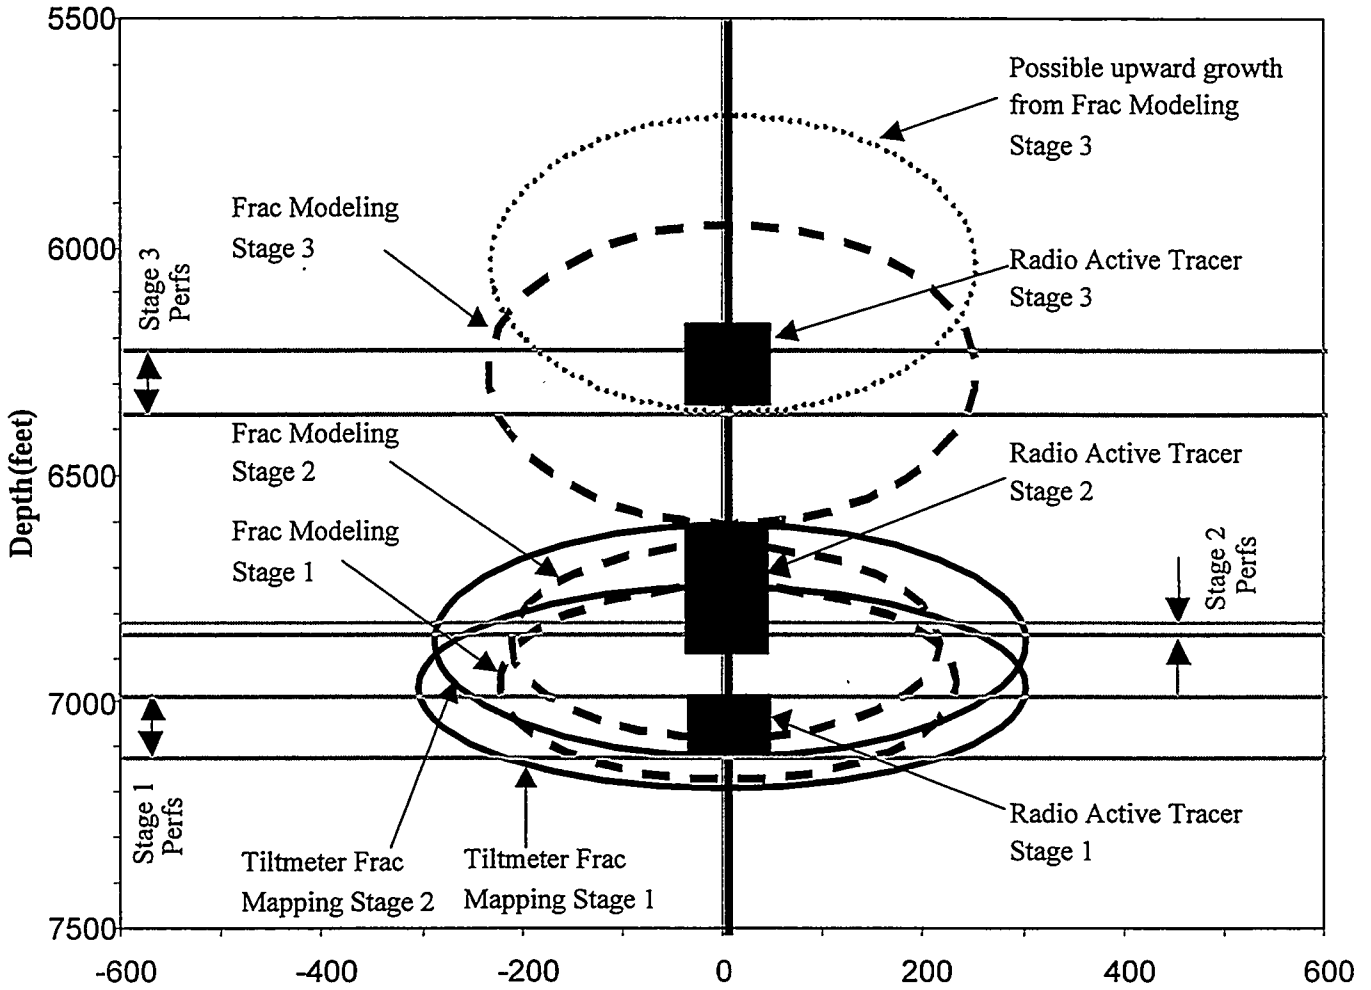 5500
6000
6500
7000
7500
Depth(feet)
Possible upward growth
from Frac Modeling
Stage 3
Frac Modeling
Stage 3
Stage 3
Perfs
Radio Active Tracer
Stage 3
Frac Modeling
Stage 2
Radio Active Tracer
Stage 2
Frac Modeling
Stage 1
Stage 2
Perfs
Stage 1
Perfs
Radio Active Tracer
Stage 1
Tiltmeter Frac
Mapping Stage 2
Tiltmeter Frac
Mapping Stage 1
-600 -400 -200 0 200 400 600